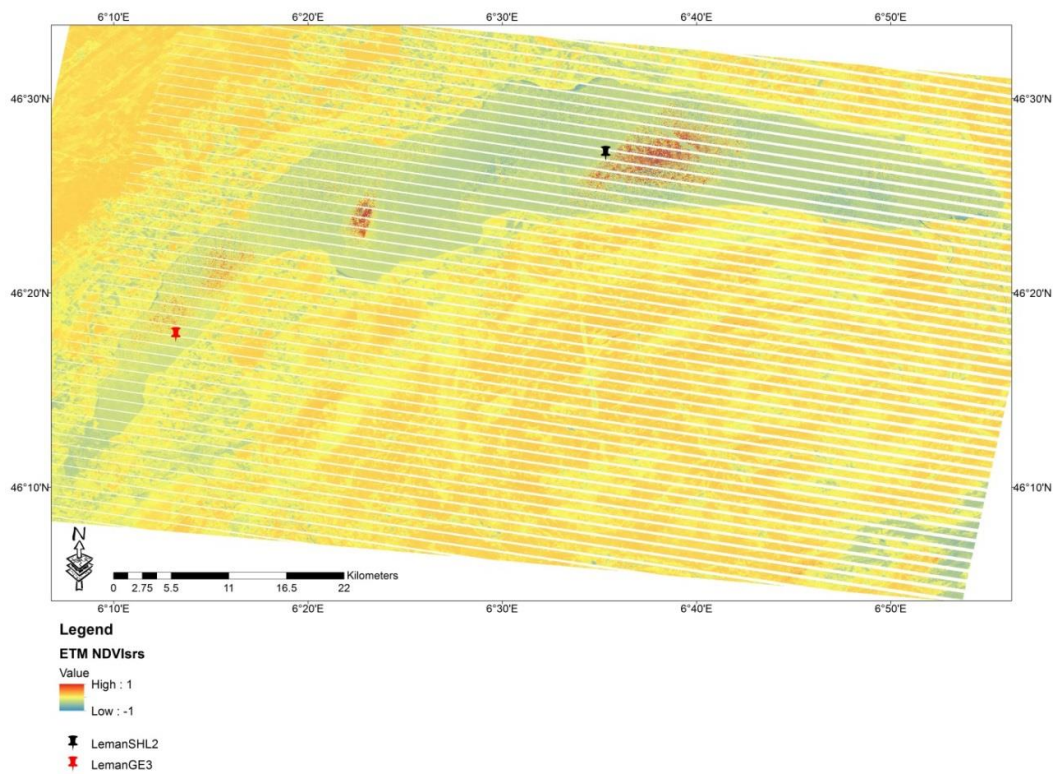 6°10'E 6°20'E 6°30'E 6°40'E 6°50'E
46°30'N 46°30'N
46°20'N 46°20'N
46°10'N 46°10'N
N
Kilometers
0 2.75 5.5 11 16.5 22
6°10'E 6°20'E 6°30'E 6°40'E 6°50'E
Legend
ETM NDVIsrs
Value
High : 1
Low : -1
LemanSHL2
LemanGE3